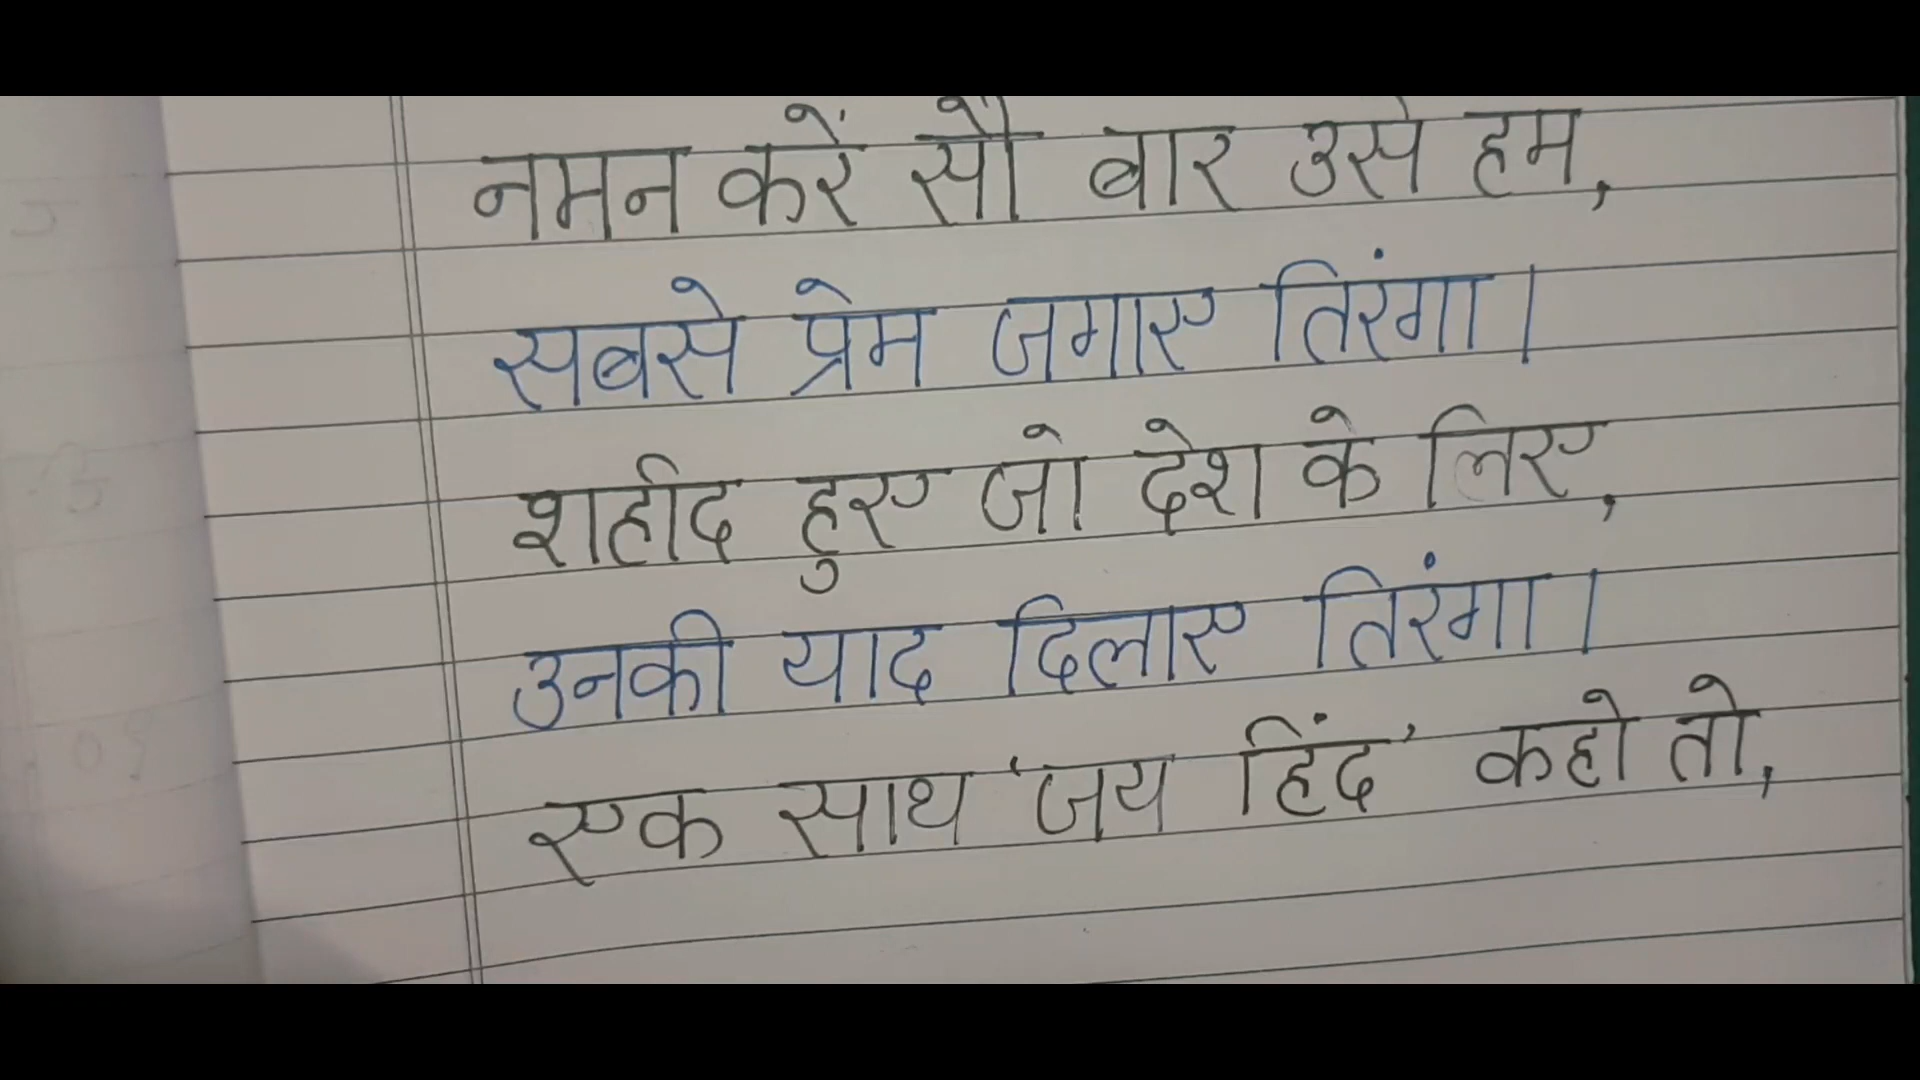 नमन करें सौ बार उसे हम,
सबसे प्रेम जगाए तिरंगा।
शहीद हुए जो देश के लिए,
उनकी याद दिलाए तिरंगा।
एक साथ 'जय हिंद' कहो तो,